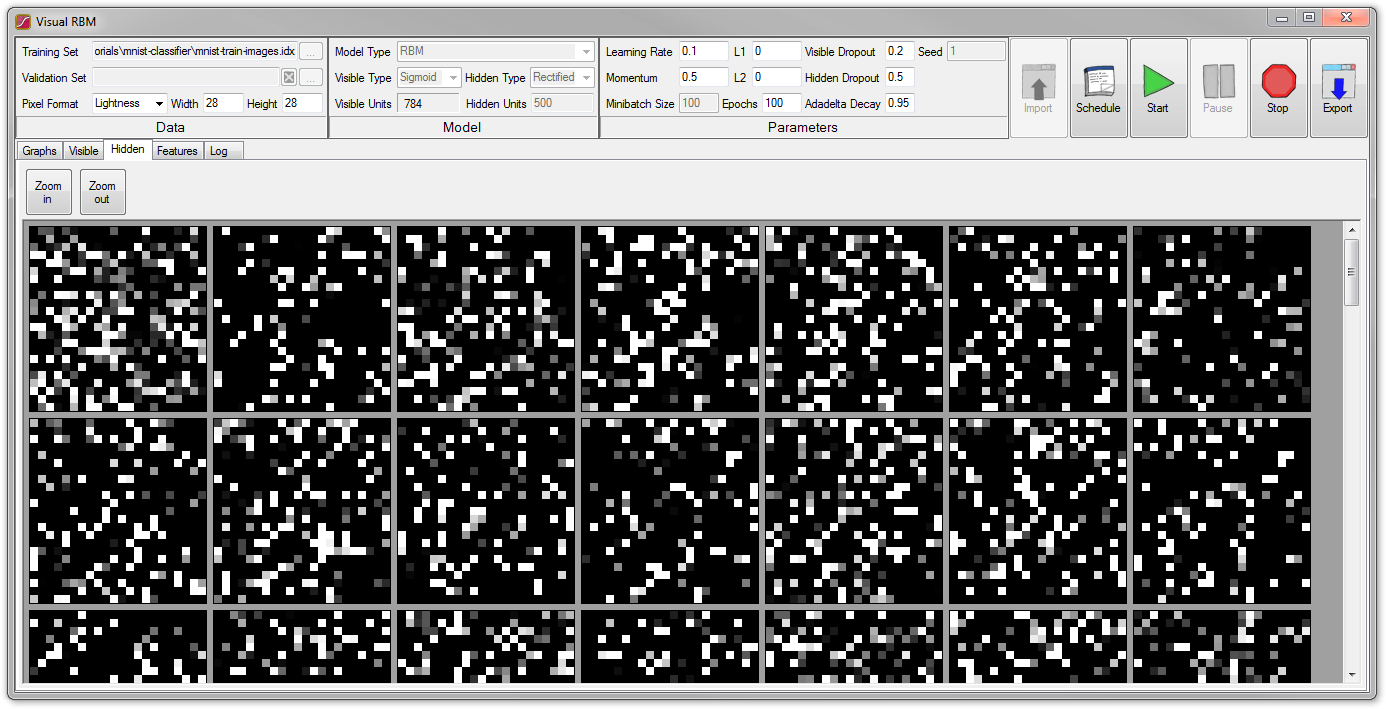 Visual RBM
Training Set orials\mnist-classifier\mnist-train-images.idx ...
Validation Set ...
Pixel Format Lightness Width 28 Height 28
Data
Model Type RBM
Visible Type Sigmoid Hidden Type Rectified
Visible Units 784 Hidden Units 500
Model
Learning Rate 0.1 L1 0 Visible Dropout 0.2 Seed 1
Momentum 0.5 L2 0 Hidden Dropout 0.5
Minibatch Size 100 Epochs 100 Adadelta Decay 0.95
Parameters
Import Schedule Start Pause Stop Export
Graphs Visible Hidden Features Log
Zoom in
Zoom out